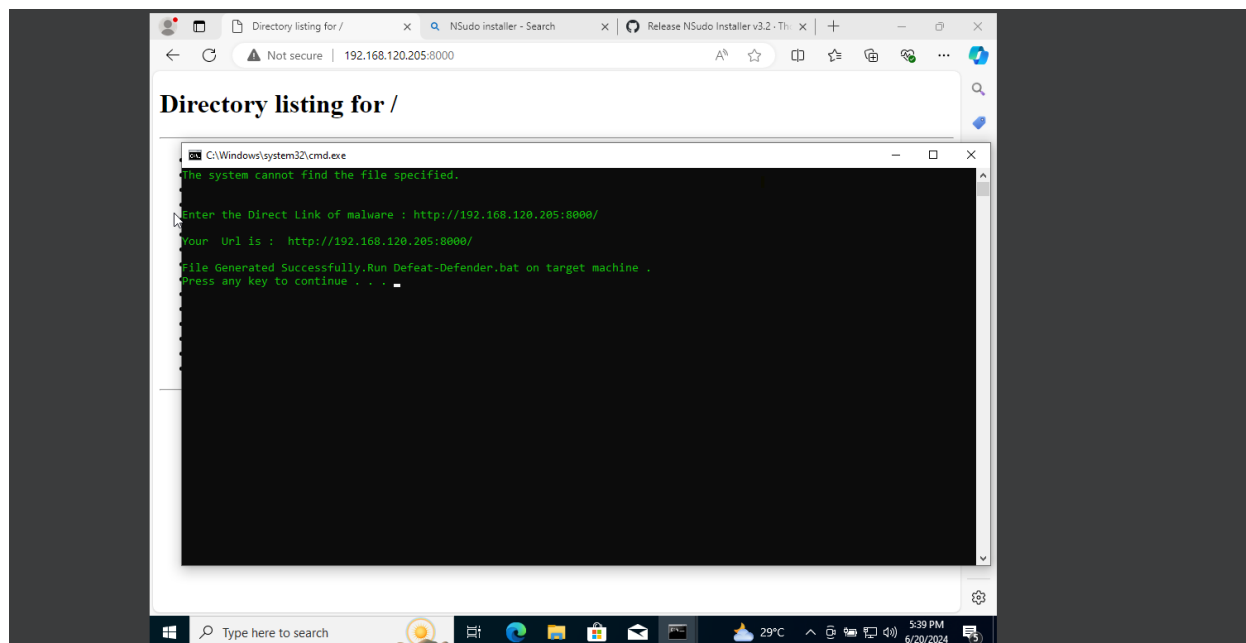 Directory listing for /
NSudo installer - Search
Release NSudo Installer v3.2 · Th
Not secure
192.168.120.205:8000
Directory listing for /
C:\Windows\system32\cmd.exe
The system cannot find the file specified.
Enter the Direct Link of malware : http://192.168.120.205:8000/
Your  Url is :  http://192.168.120.205:8000/
File Generated Successfully.Run Defeat-Defender.bat on target machine .
Press any key to continue . . .
Type here to search
29°C
5:39 PM
6/20/2024